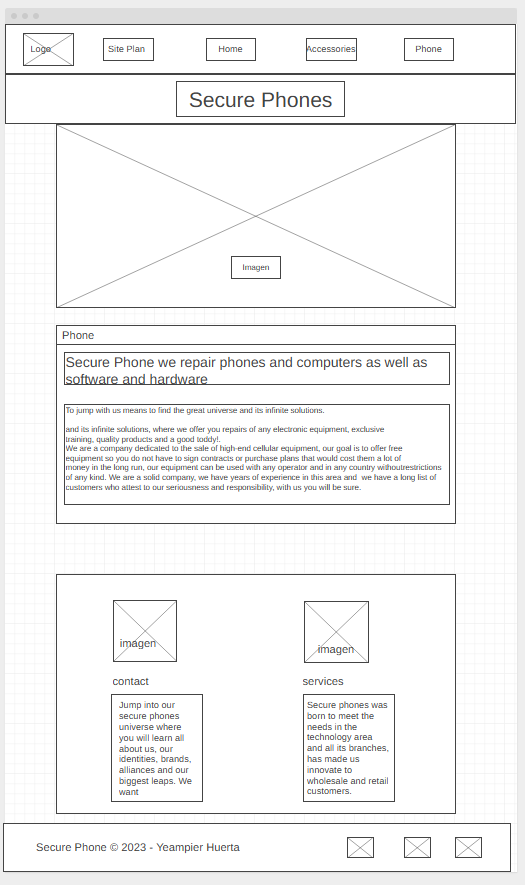 Logo Site Plan Home Accessories Phone
Secure Phones
Imagen
Phone
Secure Phone we repair phones and computers as well as
software and hardware
To jump with us means to find the great universe and its infinite solutions.
and its infinite solutions, where we offer you repairs of any electronic equipment, exclusive
training, quality products and a good toddy!.
We are a company dedicated to the sale of high-end cellular equipment, our goal is to offer free
equipment so you do not have to sign contracts or purchase plans that would cost them a lot of
money in the long run, our equipment can be used with any operator and in any country withoutrestrictions
of any kind. We are a solid company, we have years of experience in this area and we have a long list of
customers who attest to our seriousness and responsibility, with us you will be sure.
imagen
contact
Jump into our
secure phones
universe where
you will learn all
about us, our
identities, brands,
alliances and our
biggest leaps. We
want
imagen
services
Secure phones was
born to meet the
needs in the
technology area
and all its branches,
has made us
innovate to
wholesale and retail
customers.
Secure Phone © 2023 - Yeampier Huerta